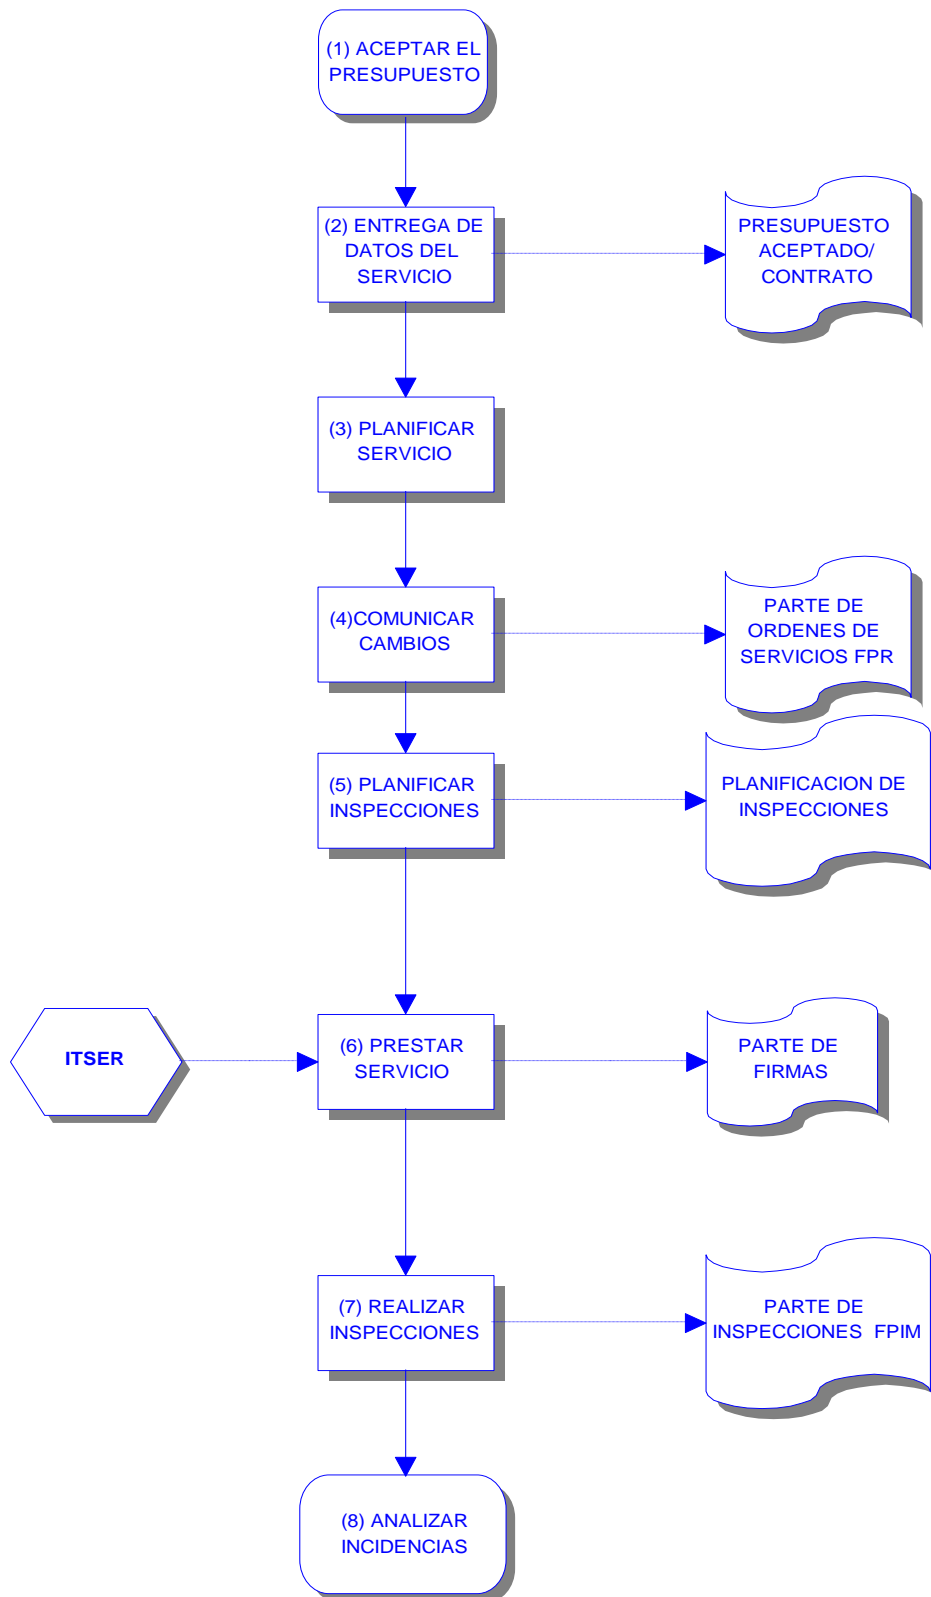 (1) ACEPTAR EL
PRESUPUESTO
(2) ENTREGA DE
DATOS DEL
SERVICIO
PRESUPUESTO
ACEPTADO/
CONTRATO
(3) PLANIFICAR
SERVICIO
(4)COMUNICAR
CAMBIOS
PARTE DE
ORDENES DE
SERVICIOS FPR
(5) PLANIFICAR
INSPECCIONES
PLANIFICACION DE
INSPECCIONES
ITSER
(6) PRESTAR
SERVICIO
PARTE DE
FIRMAS
(7) REALIZAR
INSPECCIONES
PARTE DE
INSPECCIONES FPIM
(8) ANALIZAR
INCIDENCIAS